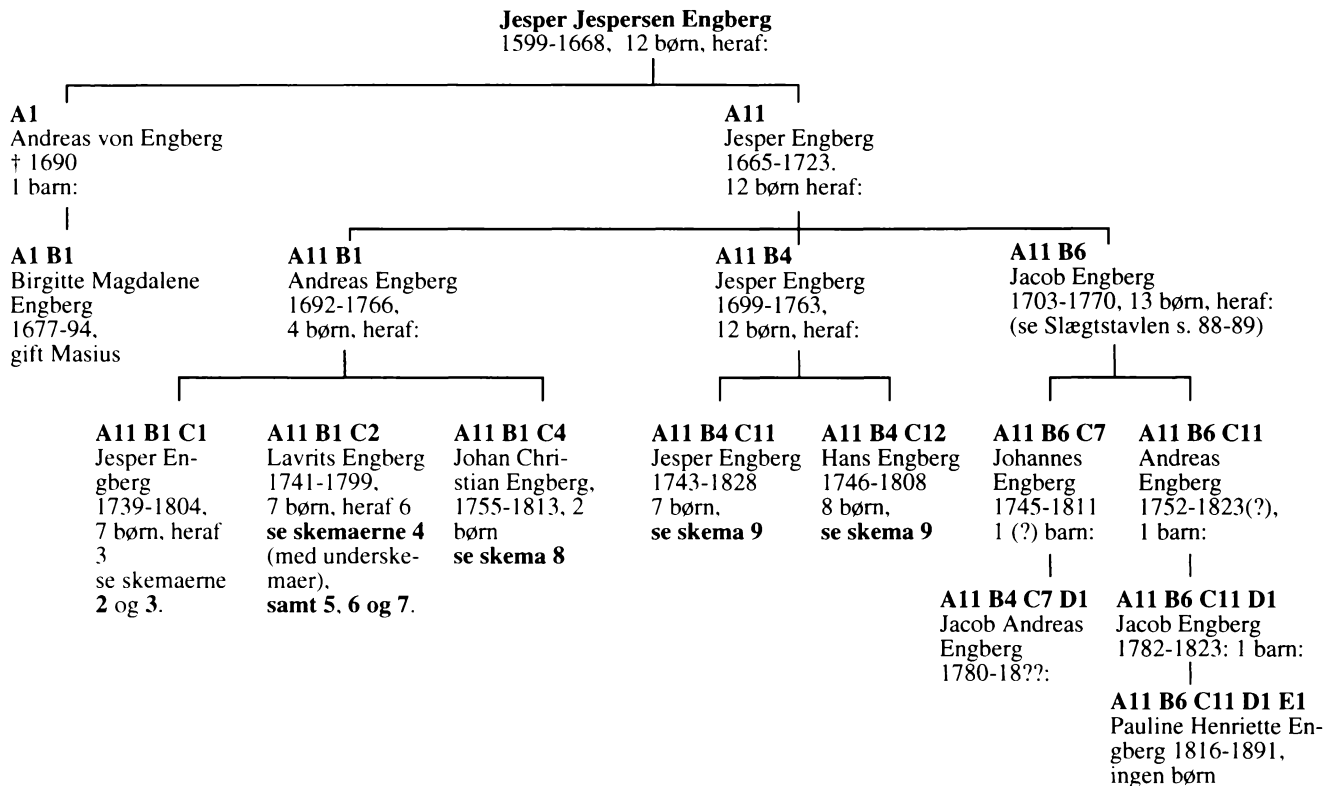 Jesper Jespersen Engberg
1599-1668, 12 børn, heraf:
A1
Andreas von Engberg
† 1690
1 barn:
A11
Jesper Engberg
1665-1723.
12 børn heraf:
A1 B1
Birgitte Magdalene
Engberg
1677-94,
gift Masius
A11 B1
Andreas Engberg
1692-1766,
4 børn, heraf:
A11 B4
Jesper Engberg
1699-1763,
12 børn, heraf:
A11 B6
Jacob Engberg
1703-1770, 13 børn, heraf:
(se Slægtstavlen s. 88-89)
A11 B1 C1
Jesper En-
gberg
1739-1804,
7 børn, heraf
3
se skemaerne
2 og 3.
A11 B1 C2
Lavrits Engberg
1741-1799,
7 børn, heraf 6
se skemaerne 4
(med underske-
maer),
samt 5, 6 og 7.
A11 B1 C4
Johan Chri-
stian Engberg,
1755-1813, 2
børn
se skema 8
A11 B4 C11
Jesper Engberg
1743-1828
7 børn,
se skema 9
A11 B4 C12
Hans Engberg
1746-1808
8 børn,
se skema 9
A11 B6 C7
Johannes
Engberg
1745-1811
1 (?) barn:
A11 B6 C11
Andreas
Engberg
1752-1823(?),
1 barn:
A11 B4 C7 D1
Jacob Andreas
Engberg
1780-18??:
A11 B6 C11 D1
Jacob Engberg
1782-1823: 1 barn:
A11 B6 C11 D1 E1
Pauline Henriette En-
gberg 1816-1891,
ingen børn